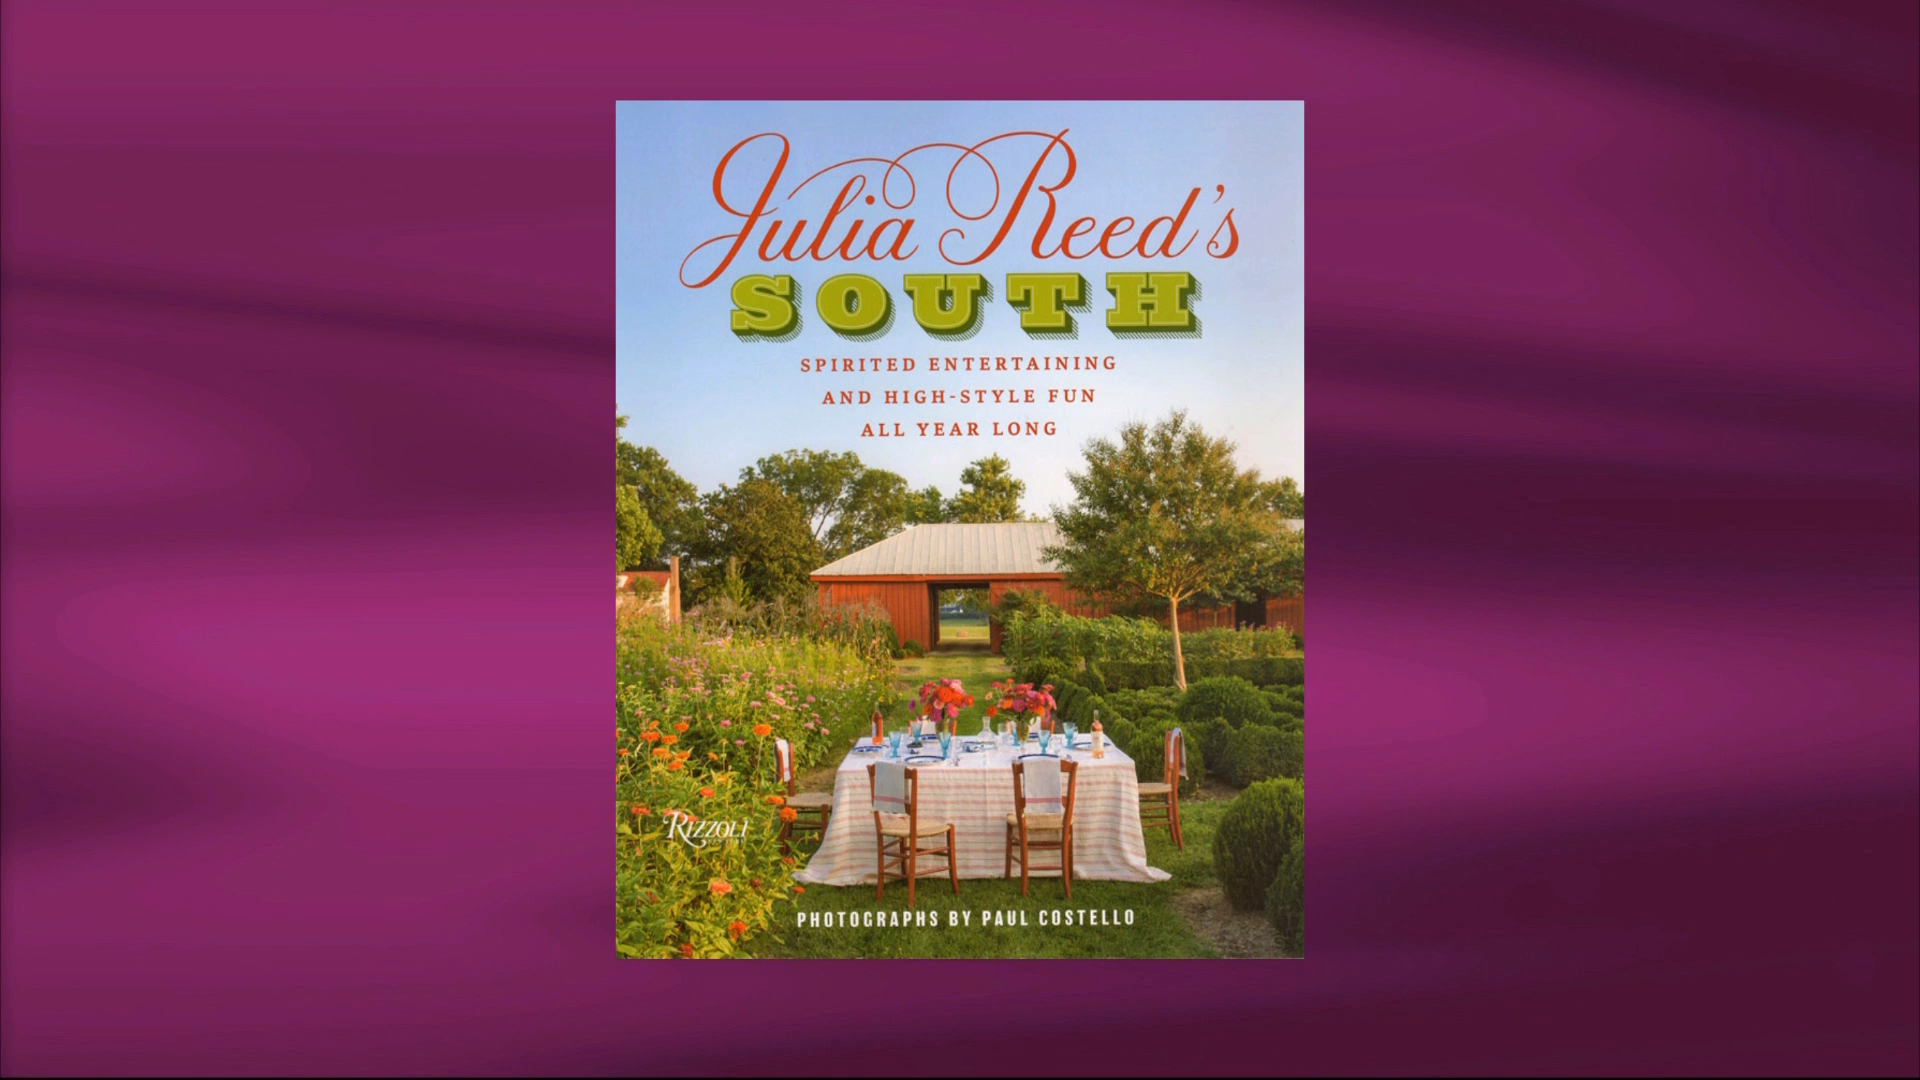 Julia Reed's
SOUTH
SPIRITED ENTERTAINING
AND HIGH-STYLE FUN
ALL YEAR LONG
RIZZOLI
PHOTOGRAPHS BY PAUL COSTELLO